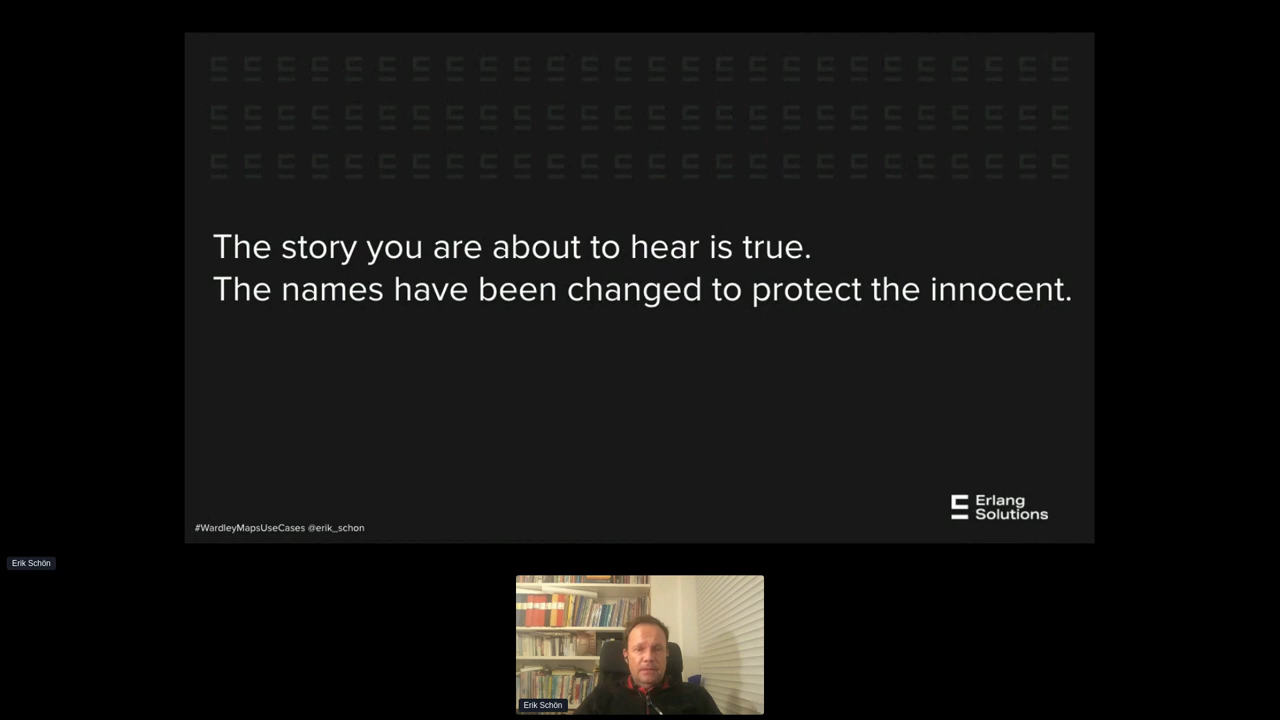 The story you are about to hear is true.
The names have been changed to protect the innocent.
Erlang
Solutions
#WardleyMapsUseCases @erik_schon
Erik Schön
Erik Schön